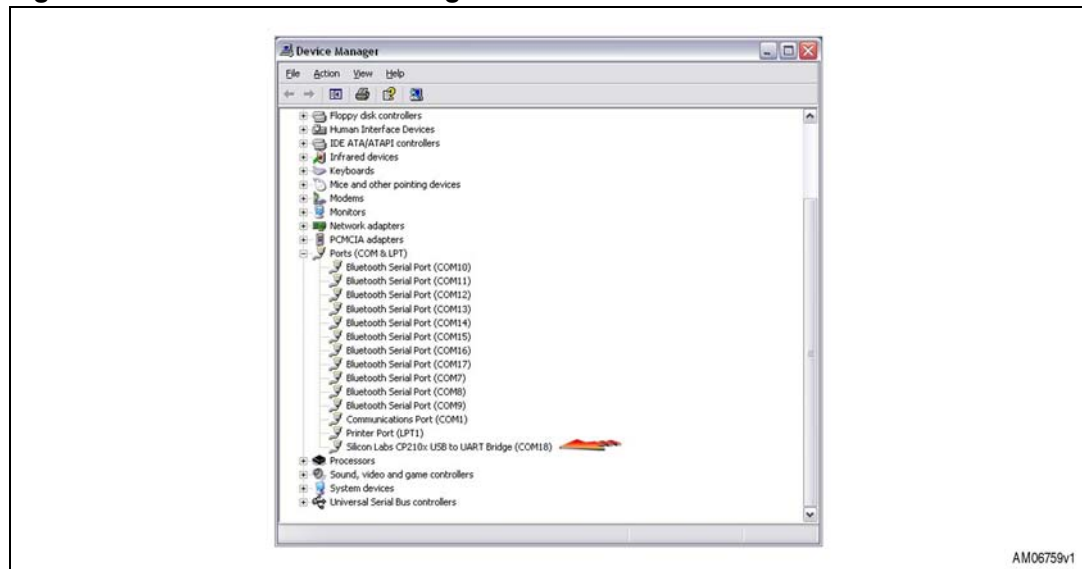 Device Manager
File Action View Help
Floppy disk controllers
Human Interface Devices
IDE ATA/ATAPI controllers
Infrared devices
Keyboards
Mice and other pointing devices
Modems
Monitors
Network adapters
PCMCIA adapters
Ports (COM & LPT)
Bluetooth Serial Port (COM10)
Bluetooth Serial Port (COM11)
Bluetooth Serial Port (COM12)
Bluetooth Serial Port (COM13)
Bluetooth Serial Port (COM14)
Bluetooth Serial Port (COM15)
Bluetooth Serial Port (COM16)
Bluetooth Serial Port (COM17)
Bluetooth Serial Port (COM7)
Bluetooth Serial Port (COM8)
Bluetooth Serial Port (COM9)
Communications Port (COM1)
Printer Port (LPT1)
Silicon Labs CP210x USB to UART Bridge (COM18)
Processors
Sound, video and game controllers
System devices
Universal Serial Bus controllers
AM06759v1